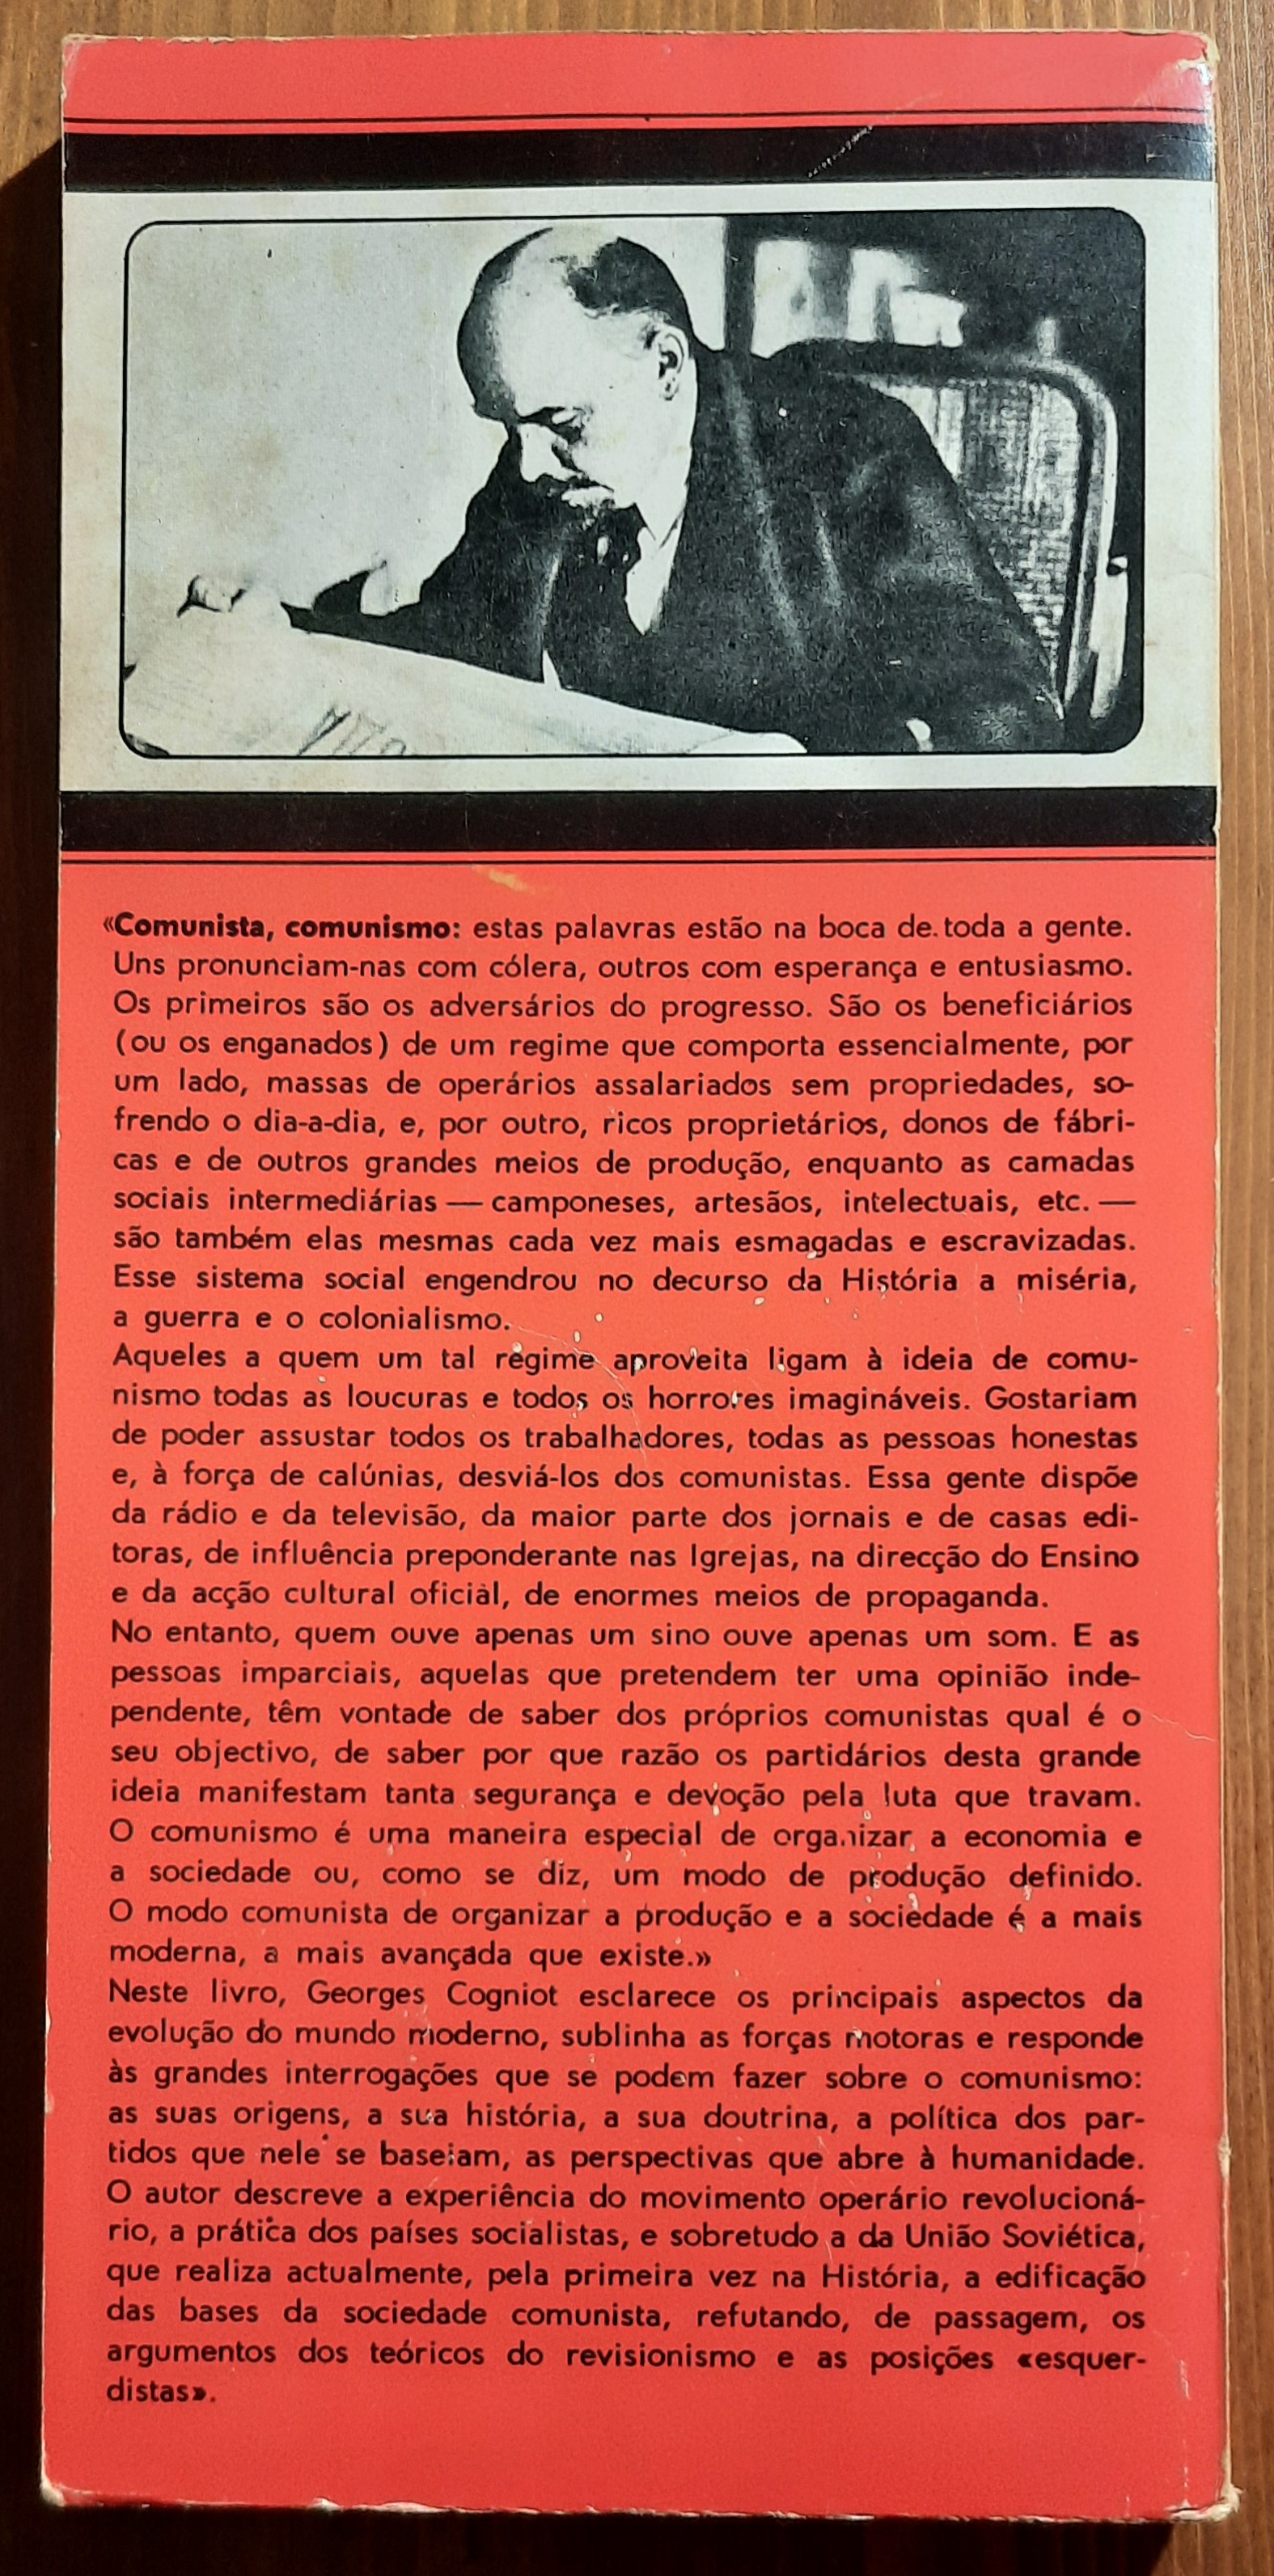 «Comunista, comunismo: estas palavras estão na boca de toda a gente.
Uns pronunciam-nas com cólera, outros com esperança e entusiasmo.
Os primeiros são os adversários do progresso. São os beneficiários
(ou os enganados) de um regime que comporta essencialmente, por
um lado, massas de operários assalariados sem propriedades, so-
frendo o dia-a-dia, e, por outro, ricos proprietários, donos de fábri-
cas e de outros grandes meios de produção, enquanto as camadas
sociais intermediárias — camponeses, artesãos, intelectuais, etc. —
são também elas mesmas cada vez mais esmagadas e escravizadas.
Esse sistema social engendrou no decurso da História a miséria,
a guerra e o colonialismo.
Aqueles a quem um tal regime aproveita ligam à ideia de comu-
nismo todas as loucuras e todos os horrores imagináveis. Gostariam
de poder assustar todos os trabalhadores, todas as pessoas honestas
e, à força de calúnias, desviá-los dos comunistas. Essa gente dispõe
da rádio e da televisão, da maior parte dos jornais e de casas edi-
toras, de influência preponderante nas Igrejas, na direcção do Ensino
e da acção cultural oficial, de enormes meios de propaganda.
No entanto, quem ouve apenas um sino ouve apenas um som. E as
pessoas imparciais, aquelas que pretendem ter uma opinião inde-
pendente, têm vontade de saber dos próprios comunistas qual é o
seu objectivo, de saber por que razão os partidários desta grande
ideia manifestam tanta segurança e devoção pela luta que travam.
O comunismo é uma maneira especial de organizar a economia e
a sociedade ou, como se diz, um modo de produção definido.
O modo comunista de organizar a produção e a sociedade é a mais
moderna, a mais avançada que existe.»
Neste livro, Georges Cogniot esclarece os principais aspectos da
evolução do mundo moderno, sublinha as forças motoras e responde
às grandes interrogações que se podem fazer sobre o comunismo:
as suas origens, a sua história, a sua doutrina, a política dos par-
tidos que nele se baseiam, as perspectivas que abre à humanidade.
O autor descreve a experiência do movimento operário revolucioná-
rio, a prática dos países socialistas, e sobretudo a da União Soviética,
que realiza actualmente, pela primeira vez na História, a edificação
das bases da sociedade comunista, refutando, de passagem, os
argumentos dos teóricos do revisionismo e as posições «esquer-
distas».